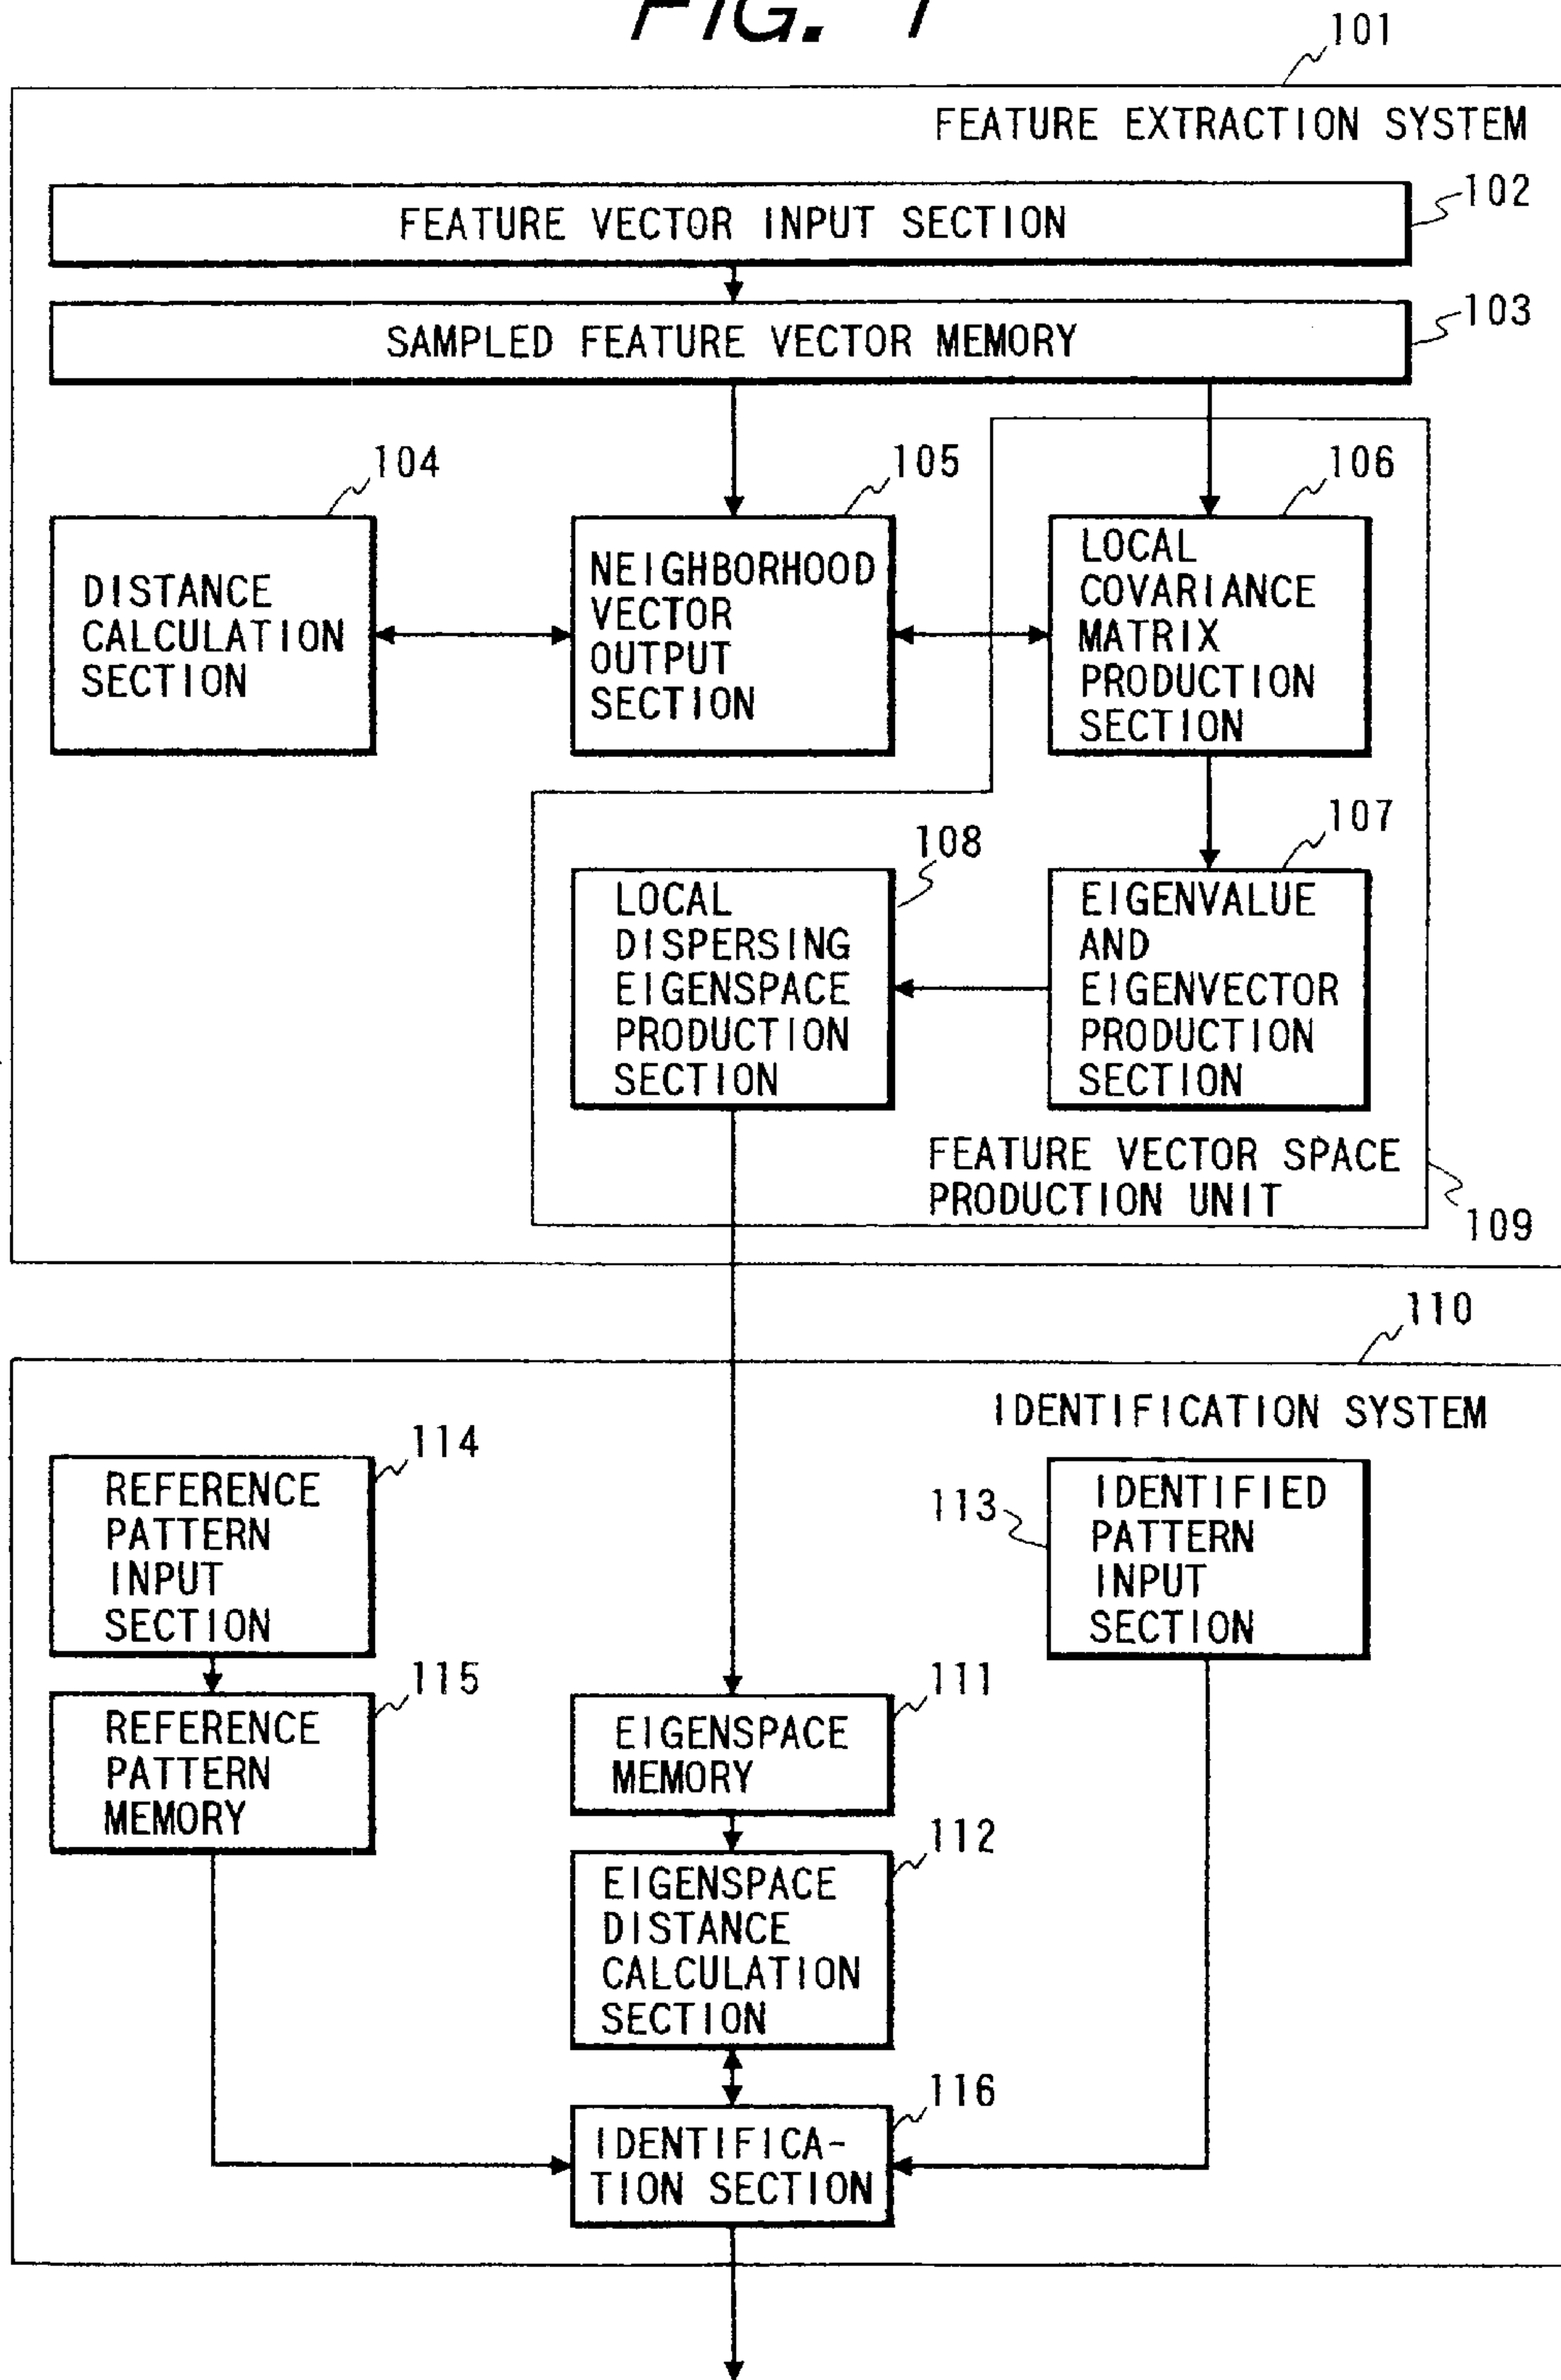 FIG. 1
101
FEATURE EXTRACTION SYSTEM
102
FEATURE VECTOR INPUT SECTION
103
SAMPLED FEATURE VECTOR MEMORY
104
DISTANCE
CALCULATION
SECTION
105
NEIGHBORHOOD
VECTOR
OUTPUT
SECTION
106
LOCAL
COVARIANCE
MATRIX
PRODUCTION
SECTION
108
LOCAL
DISPERSING
EIGENSPACE
PRODUCTION
SECTION
107
EIGENVALUE
AND
EIGENVECTOR
PRODUCTION
SECTION
FEATURE VECTOR SPACE
PRODUCTION UNIT
109
110
IDENTIFICATION SYSTEM
114
REFERENCE
PATTERN
INPUT
SECTION
113
IDENTIFIED
PATTERN
INPUT
SECTION
115
REFERENCE
PATTERN
MEMORY
111
EIGENSPACE
MEMORY
112
EIGENSPACE
DISTANCE
CALCULATION
SECTION
116
IDENTIFICA-
TION SECTION